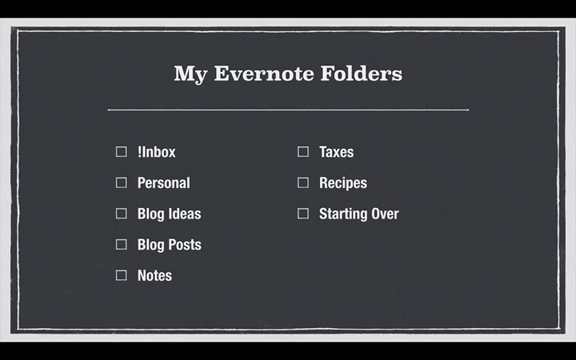 My Evernote Folders
!Inbox
Personal
Blog Ideas
Blog Posts
Notes
Taxes
Recipes
Starting Over